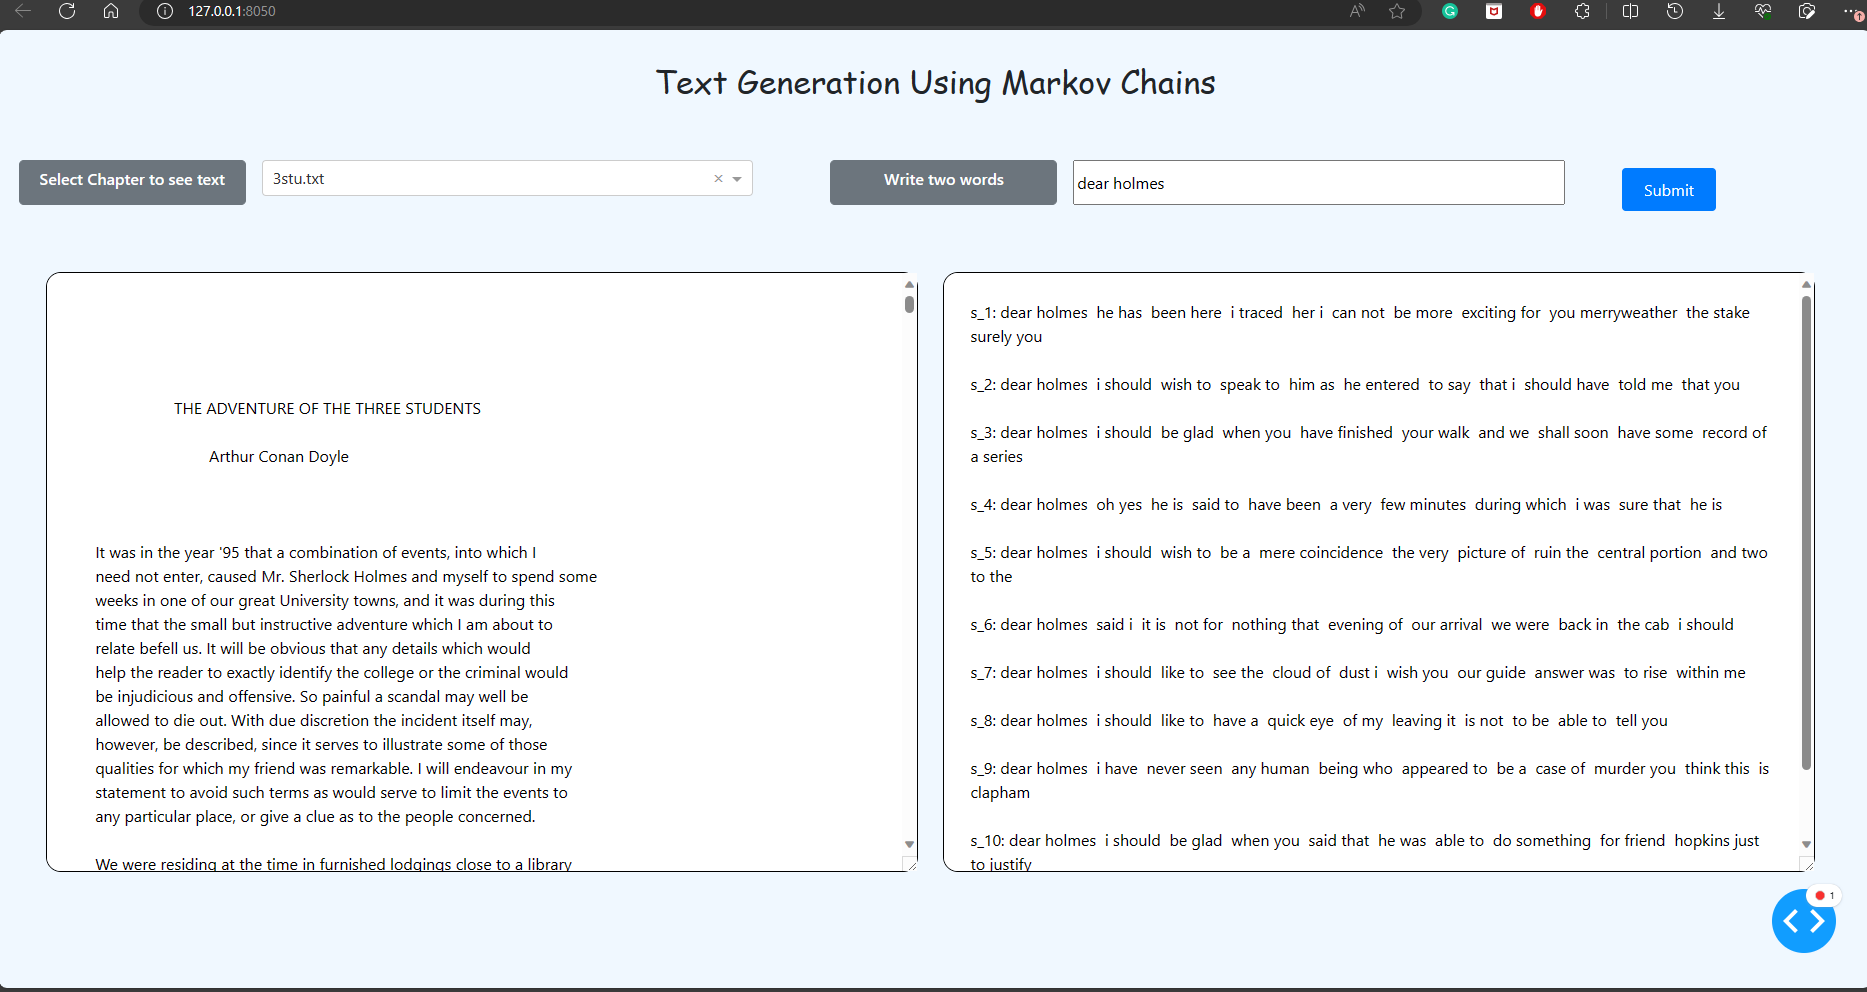 127.0.0.1:8050
Text Generation Using Markov Chains
Select Chapter to see text
3stu.txt
Write two words
dear holmes
Submit
THE ADVENTURE OF THE THREE STUDENTS
Arthur Conan Doyle
It was in the year '95 that a combination of events, into which I
need not enter, caused Mr. Sherlock Holmes and myself to spend some
weeks in one of our great University towns, and it was during this
time that the small but instructive adventure which I am about to
relate befell us. It will be obvious that any details which would
help the reader to exactly identify the college or the criminal would
be injudicious and offensive. So painful a scandal may well be
allowed to die out. With due discretion the incident itself may,
however, be described, since it serves to illustrate some of those
qualities for which my friend was remarkable. I will endeavour in my
statement to avoid such terms as would serve to limit the events to
any particular place, or give a clue as to the people concerned.
We were residing at the time in furnished lodgings close to a library
s_1: dear holmes  he has  been here  i traced  her i  can not  be more  exciting for  you merryweather  the stake
surely you
s_2: dear holmes  i should  wish to  speak to  him as  he entered  to say  that i  should have  told me  that you
s_3: dear holmes  i should  be glad  when you  have finished  your walk  and we  shall soon  have some  record of
a series
s_4: dear holmes  oh yes  he is  said to  have been  a very  few minutes  during which  i was  sure that  he is
s_5: dear holmes  i should  wish to  be a  mere coincidence  the very  picture of  ruin the  central portion  and two
to the
s_6: dear holmes  said i  it is  not for  nothing that  evening of  our arrival  we were  back in  the cab  i should
s_7: dear holmes  i should  like to  see the  cloud of  dust i  wish you  our guide  answer was  to rise  within me
s_8: dear holmes  i should  like to  have a  quick eye  of my  leaving it  is not  to be  able to  tell you
s_9: dear holmes  i have  never seen  any human  being who  appeared to  be a  case of  murder you  think this  is
clapham
s_10: dear holmes  i should  be glad  when you  said that  he was  able to  do something  for friend  hopkins just
to justify
1